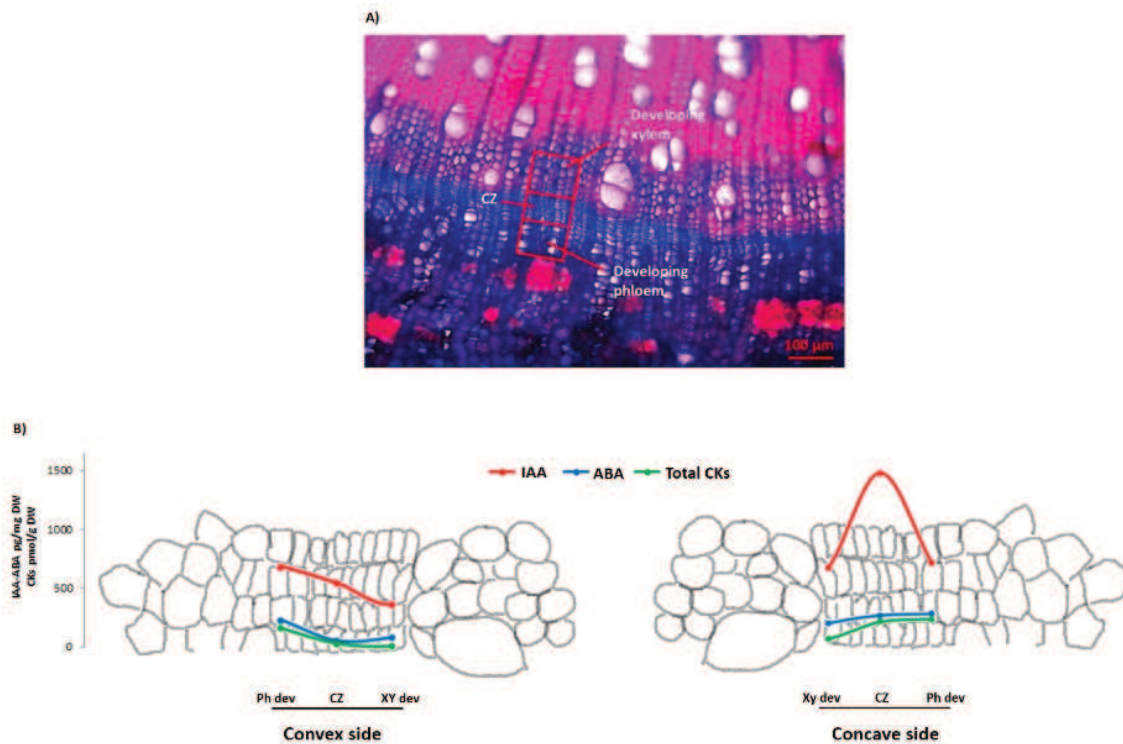 A)
Developing
xylem
CZ
Developing
phloem
100 µm
B)
IAA-ABA pg/mg DW
CKs pmol/g DW
1500
1000
500
0
IAA ABA Total CKs
Ph dev CZ XY dev
Convex side
Xy dev CZ Ph dev
Concave side